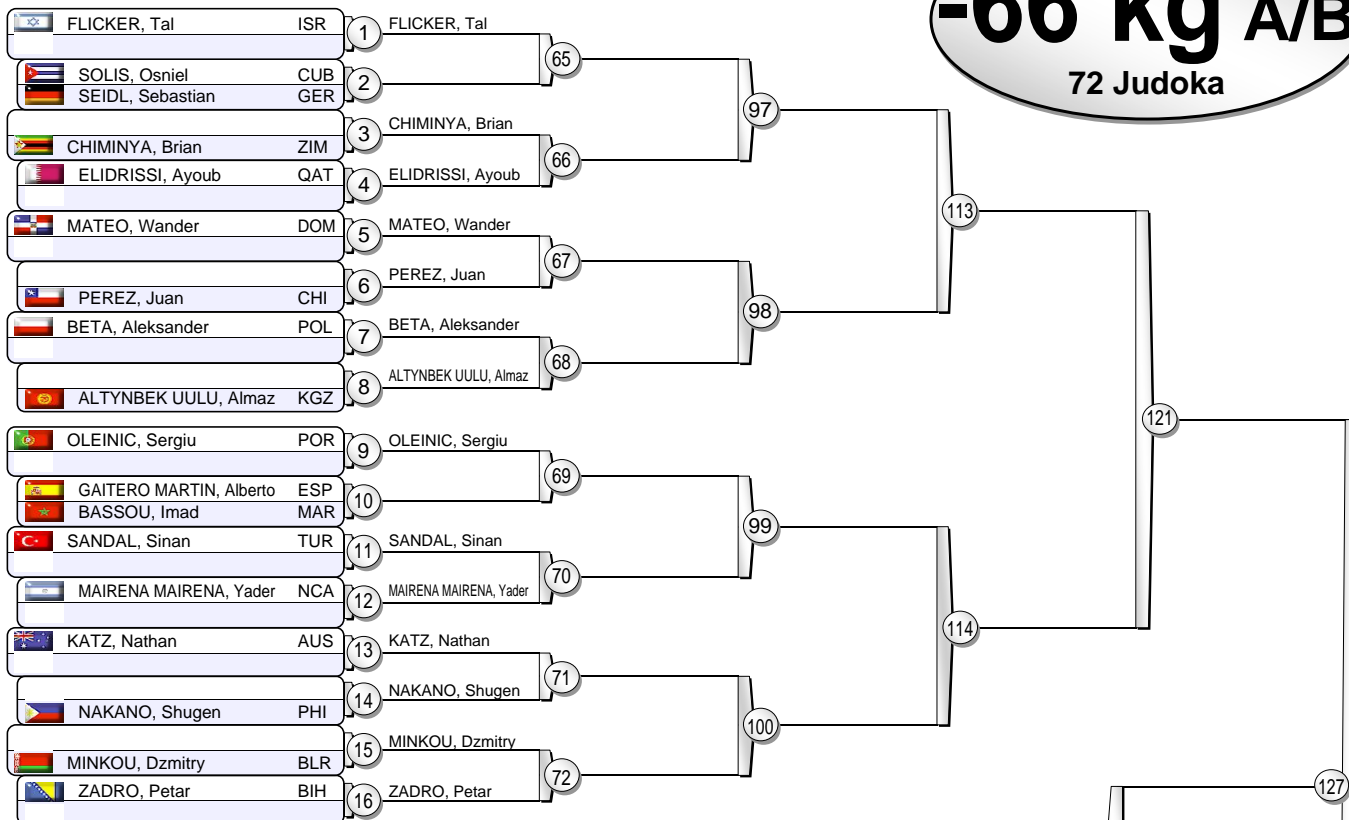 -66 kg A/B
72 Judoka
FLICKER, Tal ISR
1
FLICKER, Tal
65
SOLIS, Osniel CUB
SEIDL, Sebastian GER
2
97
3
CHIMINYA, Brian
CHIMINYA, Brian ZIM
66
ELIDRISSI, Ayoub QAT
4
ELIDRISSI, Ayoub
113
MATEO, Wander DOM
5
MATEO, Wander
67
6
PEREZ, Juan
PEREZ, Juan CHI
98
BETA, Aleksander POL
7
BETA, Aleksander
68
8
ALTYNBEK UULU, Almaz
ALTYNBEK UULU, Almaz KGZ
121
OLEINIC, Sergiu POR
9
OLEINIC, Sergiu
69
GAITERO MARTIN, Alberto ESP
BASSOU, Imad MAR
10
99
SANDAL, Sinan TUR
11
SANDAL, Sinan
70
MAIRENA MAIRENA, Yader NCA
12
MAIRENA MAIRENA, Yader
114
KATZ, Nathan AUS
13
KATZ, Nathan
71
14
NAKANO, Shugen
NAKANO, Shugen PHI
100
15
MINKOU, Dzmitry
MINKOU, Dzmitry BLR
72
ZADRO, Petar BIH
16
ZADRO, Petar
127